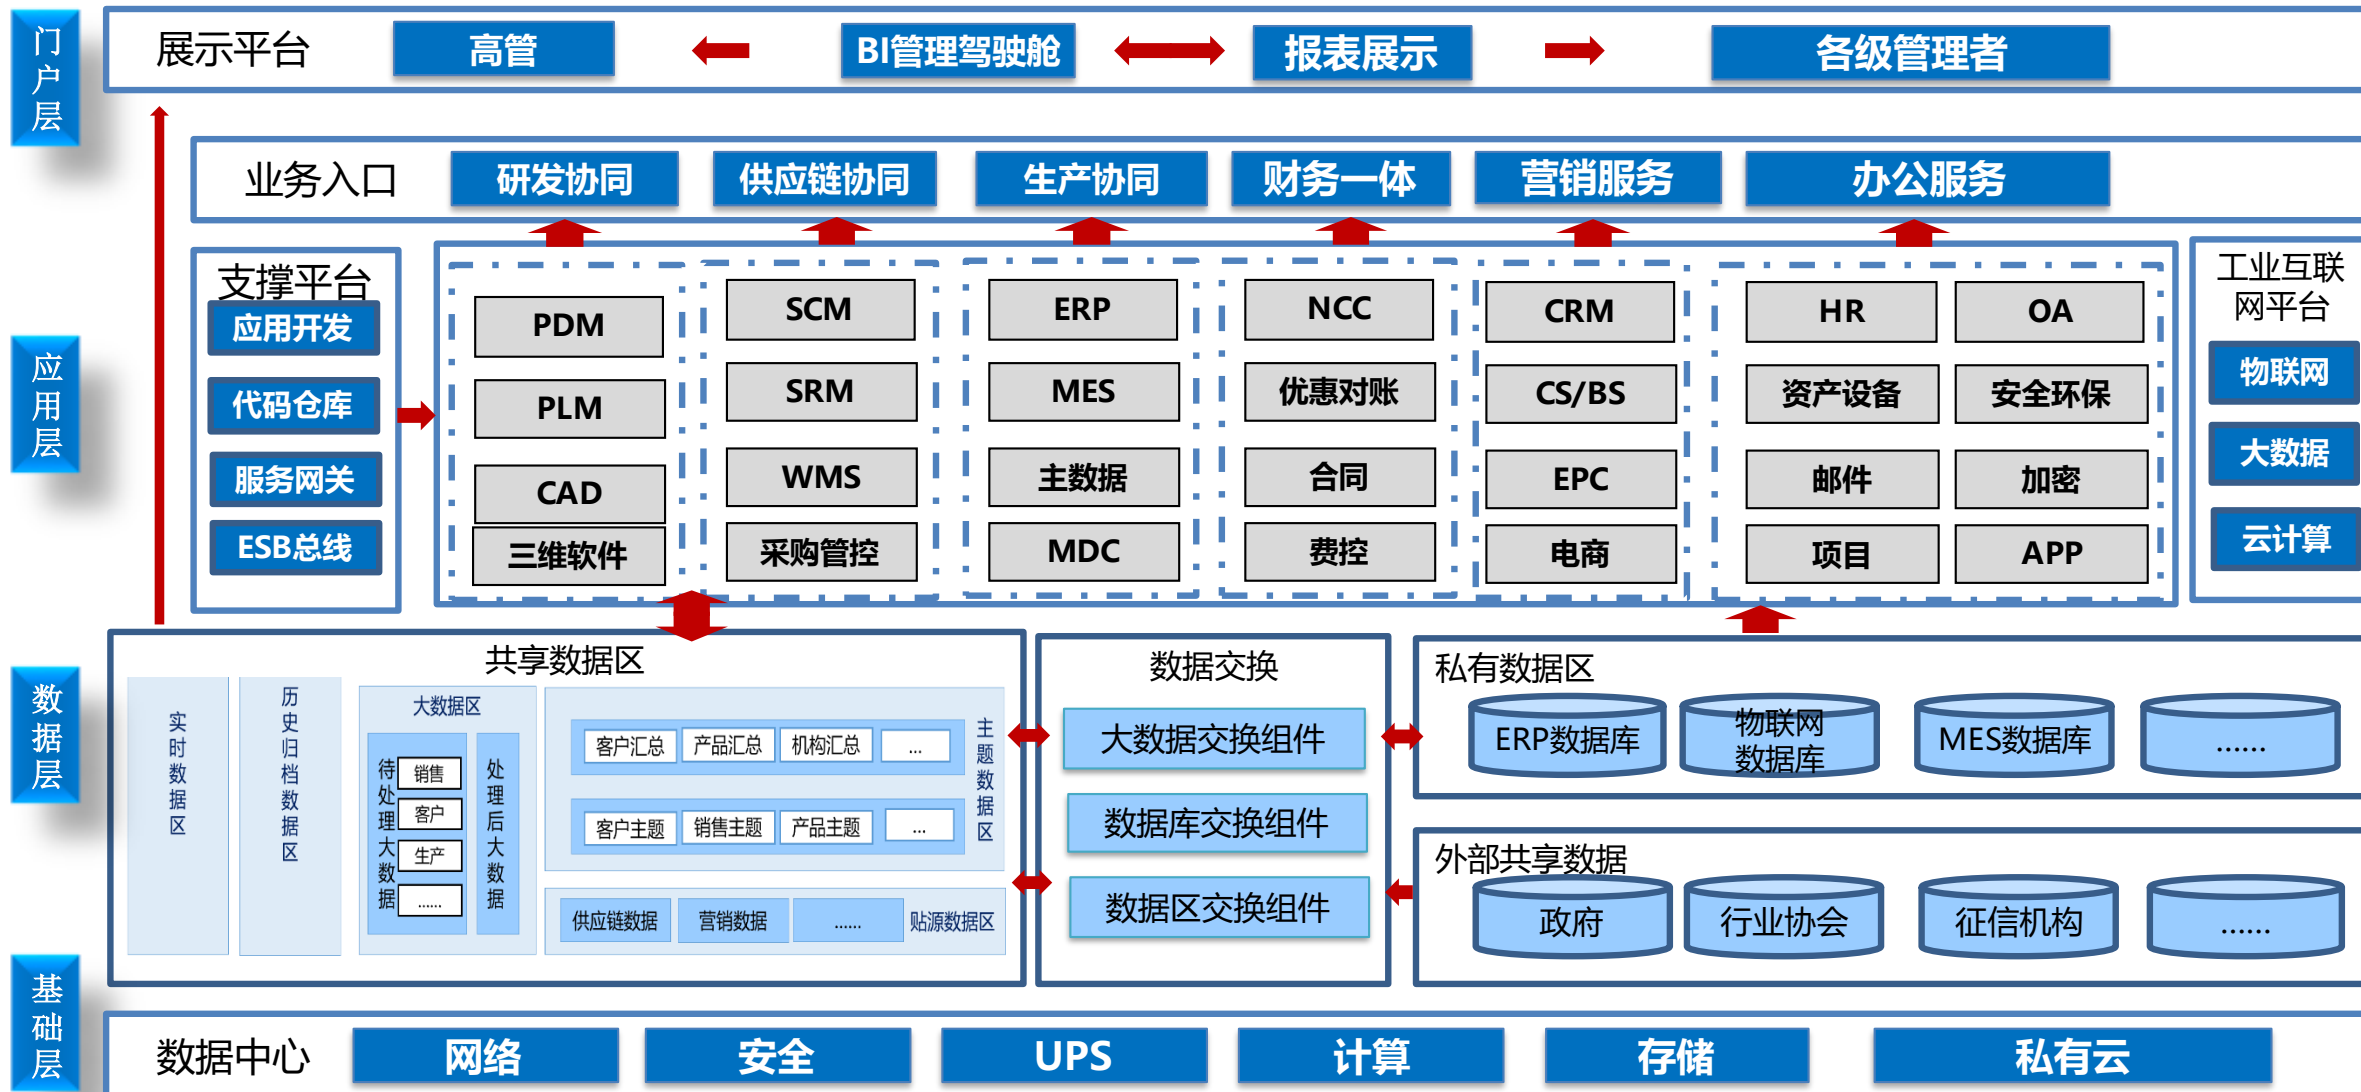 门户层
展示平台
高管
BI管理驾驶舱
报表展示
各级管理者
业务入口
研发协同
供应链协同
生产协同
财务一体
营销服务
办公服务
应用层
支撑平台
应用开发
代码仓库
服务网关
ESB总线
PDM
PLM
CAD
三维软件
SCM
SRM
WMS
采购管控
ERP
MES
主数据
MDC
NCC
优惠对账
合同
费控
CRM
CS/BS
EPC
电商
HR
OA
资产设备
安全环保
邮件
加密
项目
APP
工业互联
网平台
物联网
大数据
云计算
数据层
共享数据区
实时数据区
历史归档数据区
大数据区
待处理大数据
销售
客户
生产
......
处理后大数据
客户汇总
产品汇总
机构汇总
...
客户主题
销售主题
产品主题
...
主题数据区
供应链数据
营销数据
......
贴源数据区
数据交换
大数据交换组件
数据库交换组件
数据区交换组件
私有数据区
ERP数据库
物联网
数据库
MES数据库
......
外部共享数据
政府
行业协会
征信机构
......
基础层
数据中心
网络
安全
UPS
计算
存储
私有云